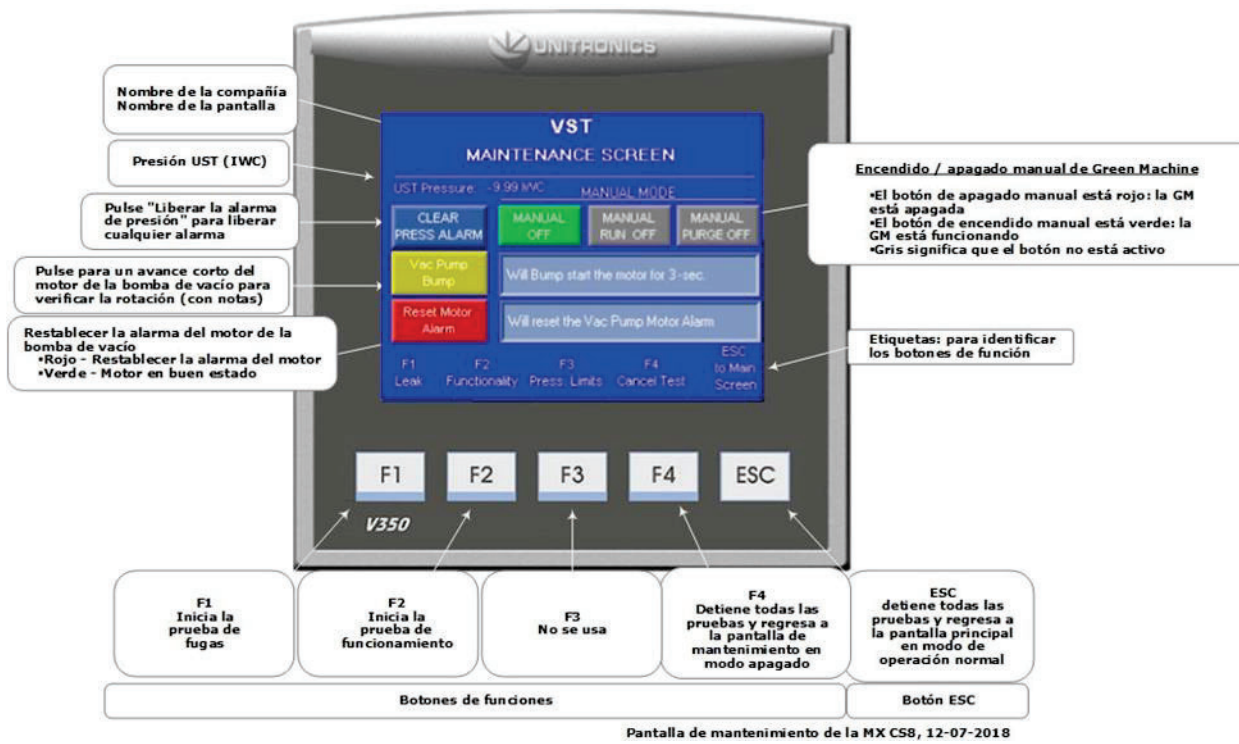 UNITRONICS
Nombre de la compañía
Nombre de la pantalla
Presión UST (IWC)
Pulse "Liberar la alarma
de presión" para liberar
cualquier alarma
Pulse para un avance corto del
motor de la bomba de vacío para
verificar la rotación (con notas)
Restablecer la alarma del motor de la
bomba de vacío
•Rojo - Restablecer la alarma del motor
•Verde - Motor en buen estado
VST
MAINTENANCE SCREEN
UST Pressure: -9.99 IWC
MANUAL MODE
CLEAR
PRESS ALARM
MANUAL
OFF
MANUAL
RUN OFF
MANUAL
PURGE OFF
Vac Pump
Bump
Will Bump start the motor for 3-sec.
Reset Motor
Alarm
Will reset the Vac Pump Motor Alarm
F1
Leak
F2
Functionality
F3
Press. Limits
F4
Cancel Test
ESC
to Main
Screen
Encendido / apagado manual de Green Machine
•El botón de apagado manual está rojo: la GM
está apagada
•El botón de encendido manual está verde: la
GM está funcionando
•Gris significa que el botón no está activo
Etiquetas: para identificar
los botones de función
F1
F2
F3
F4
ESC
V350
F1
Inicia la
prueba de
fugas
F2
Inicia la
prueba de
funcionamiento
F3
No se usa
F4
Detiene todas las
pruebas y regresa a
la pantalla de
mantenimiento en
modo apagado
ESC
detiene todas las
pruebas y regresa a
la pantalla principal
en modo de
operación normal
Botones de funciones
Botón ESC
Pantalla de mantenimiento de la MX CS8, 12-07-2018